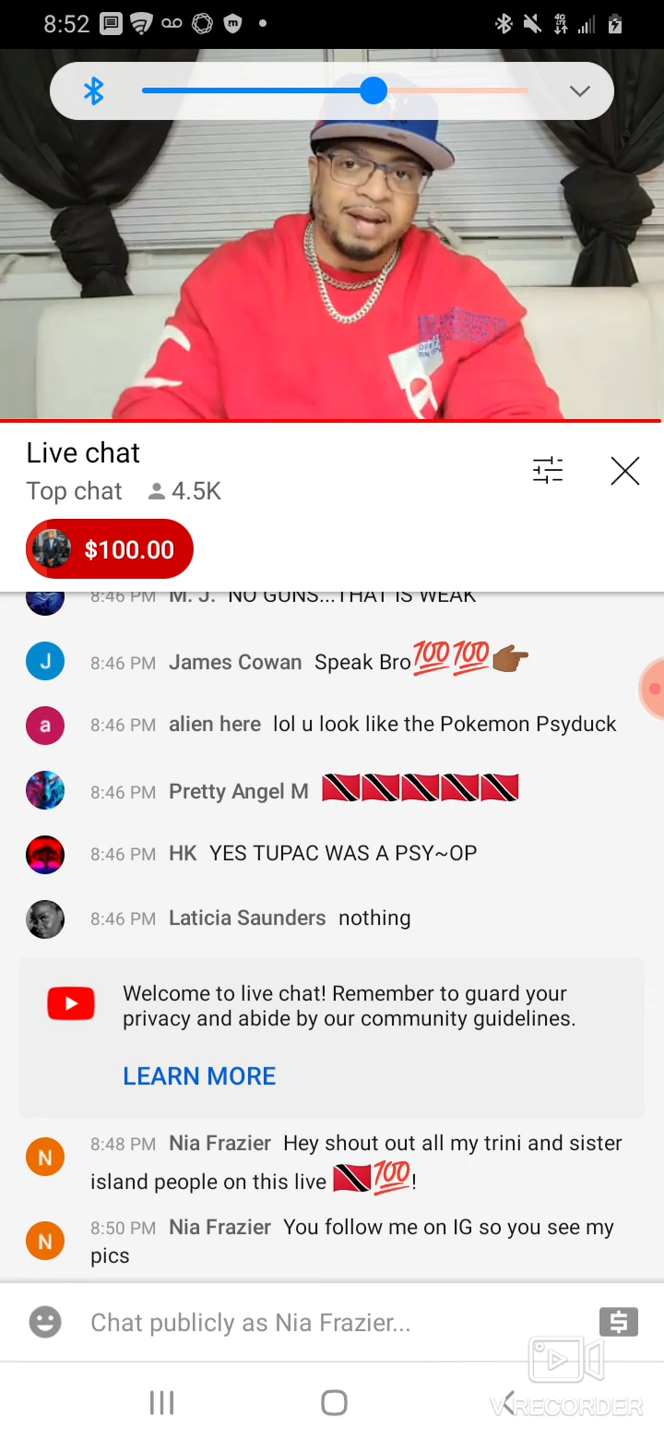 8:52
Live chat
Top chat 4.5K
$100.00
8:46 PM M. J. NO GUNS...THAT IS WEAK
J 8:46 PM James Cowan Speak Bro💯💯👉🏾
a 8:46 PM alien here lol u look like the Pokemon Psyduck
8:46 PM Pretty Angel M 🇹🇹🇹🇹🇹🇹🇹🇹🇹🇹
8:46 PM HK YES TUPAC WAS A PSY~OP
8:46 PM Laticia Saunders nothing
Welcome to live chat! Remember to guard your
privacy and abide by our community guidelines.
LEARN MORE
N 8:48 PM Nia Frazier Hey shout out all my trini and sister
island people on this live 🇹🇹💯!
N 8:50 PM Nia Frazier You follow me on IG so you see my
pics
Chat publicly as Nia Frazier...
V RECORDER